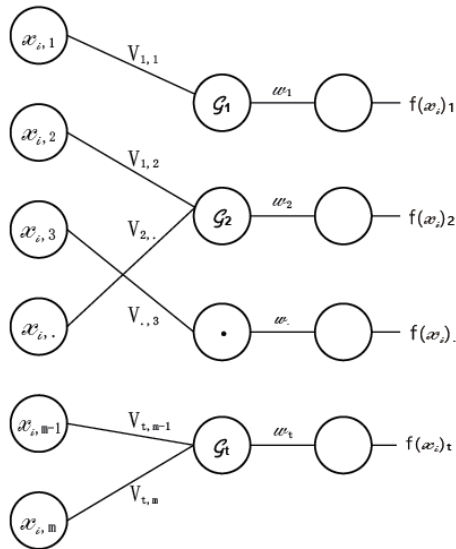 x_{i,1}
V_{1,1}
G_1
w_1
f(x_i)_1
x_{i,2}
V_{1,2}
G_2
w_2
f(x_i)_2
x_{i,3}
V_{2,.}
V_{.,3}
x_{i,.}
.
w_.
f(x_i)_.
x_{i,m-1}
V_{t,m-1}
G_t
w_t
f(x_i)_t
V_{t,m}
x_{i,m}